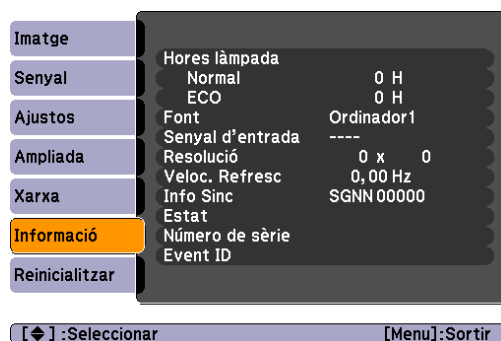 Imatge
Senyal
Ajustos
Ampliada
Xarxa
Informació
Reinicialitzar
Hores làmpada
Normal 0 H
ECO 0 H
Font Ordinador1
Senyal d'entrada ----
Resolució 0 x 0
Veloc. Refresc 0,00 Hz
Info Sinc SGNN 00000
Estat
Número de sèrie
Event ID
[◆] :Seleccionar [Menu]:Sortir